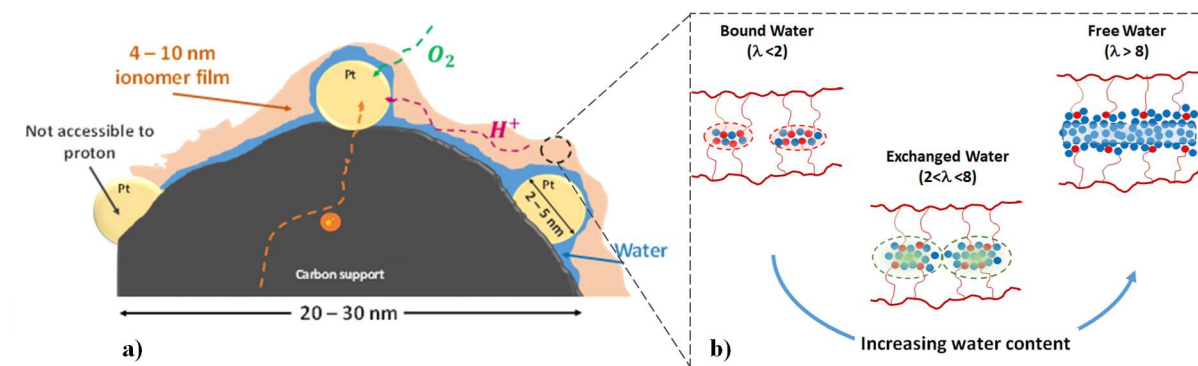 4 – 10 nm
ionomer film
Not accessible to
proton
Pt
Pt
O₂
H⁺
Pt
2 – 5 nm
Water
Carbon support
20 – 30 nm
a)
Bound Water
(λ <2)
Free Water
(λ > 8)
Exchanged Water
(2<λ <8)
Increasing water content
b)